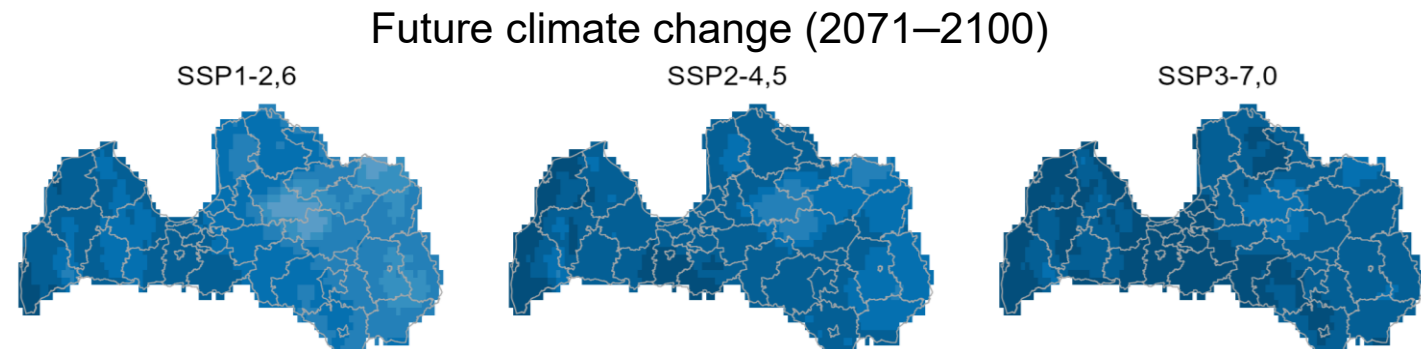 Future climate change (2071–2100)
SSP1-2,6
SSP2-4,5
SSP3-7,0